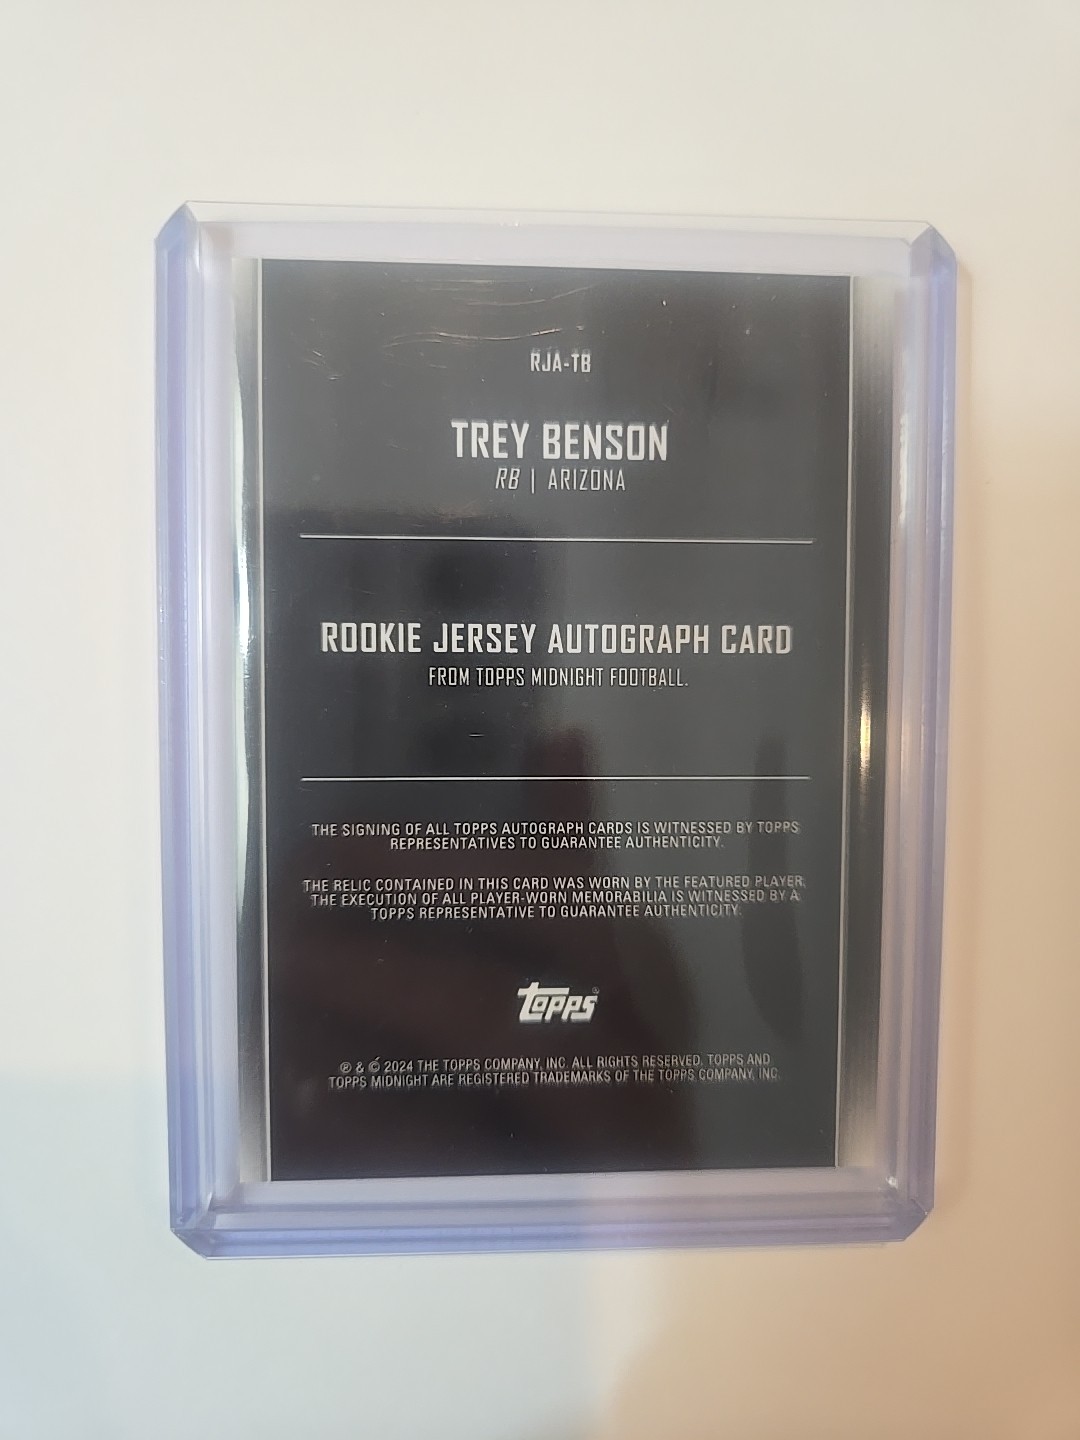 RJA-TB
TREY BENSON
RB | ARIZONA
ROOKIE JERSEY AUTOGRAPH CARD
FROM TOPPS MIDNIGHT FOOTBALL.
THE SIGNING OF ALL TOPPS AUTOGRAPH CARDS IS WITNESSED BY TOPPS
REPRESENTATIVES TO GUARANTEE AUTHENTICITY.
THE RELIC CONTAINED IN THIS CARD WAS WORN BY THE FEATURED PLAYER.
THE EXECUTION OF ALL PLAYER-WORN MEMORABILIA IS WITNESSED BY A
TOPPS REPRESENTATIVE TO GUARANTEE AUTHENTICITY.
topps®
℗ & © 2024 THE TOPPS COMPANY, INC. ALL RIGHTS RESERVED. TOPPS AND
TOPPS MIDNIGHT ARE REGISTERED TRADEMARKS OF THE TOPPS COMPANY, INC.